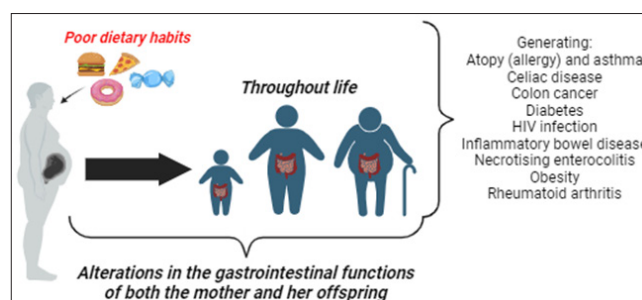 Poor dietary habits
Throughout life
Generating:
Atopy (allergy) and asthma
Celiac disease
Colon cancer
Diabetes
HIV infection
Inflammatory bowel disease
Necrotising enterocolitis
Obesity
Rheumatoid arthritis
Alterations in the gastrointestinal functions
of both the mother and her offspring